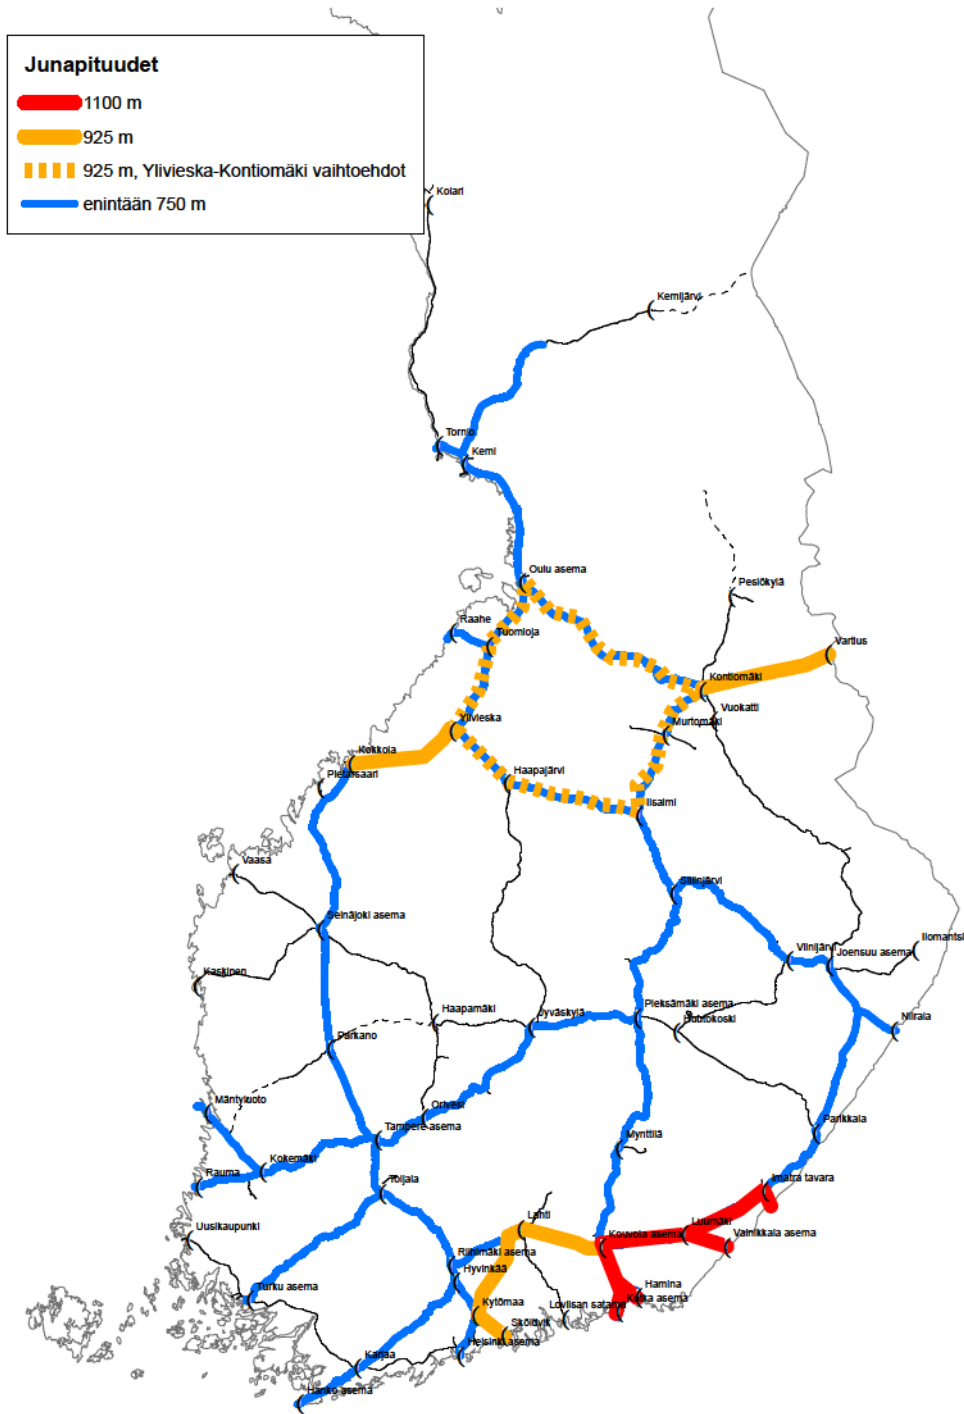 Junapituudet
1100 m
925 m
925 m, Ylivieska-Kontiomäki vaihtoehdot
enintään 750 m
Kolari
Kemijärvi
Tornio
Kemi
Oulu asema
Pesiökylä
Raahe
Tuomioja
Vartius
Kontiomäki
Vuokatti
Ylivieska
Murtomäki
Kokkola
Haapajärvi
Pietarsaari
Iisalmi
Vaasa
Siilinjärvi
Seinäjoki asema
Ilomantsi
Viinijärvi
Joensuu asema
Kaskinen
Haapamäki
Jyväskylä
Pieksämäki asema
Huutokoski
Niirala
Parkano
Mäntyluoto
Orivesi
Tampere asema
Parikkala
Mynttilä
Kokemäki
Rauma
Toijala
Imatra tavara
Uusikaupunki
Lahti
Luumäki
Kouvola asema
Vainikkala asema
Riihimäki asema
Hyvinkää
Turku asema
Hamina
Kotka asema
Kytömaa
Loviisan satama
Sköldvik
Helsinki asema
Karjaa
Hanko asema